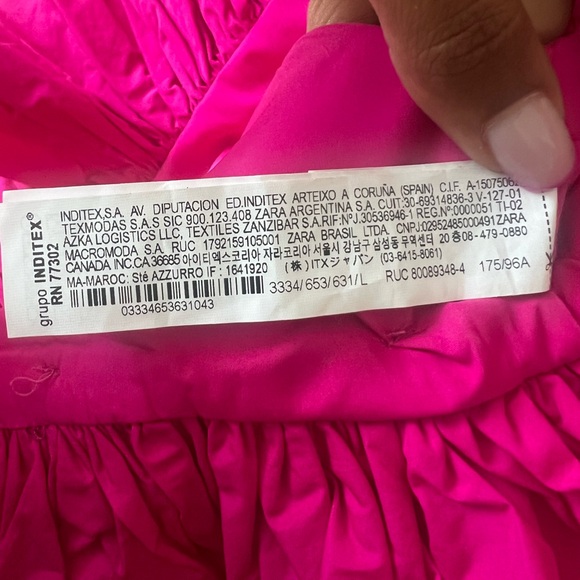 grupo INDITEX®
RN 77302
INDITEX,S.A. AV. DIPUTACION ED.INDITEX ARTEIXO A CORUÑA (SPAIN) C.I.F.
TEXMODAS S.A.S SIC 900.123.408 ZARA ARGENTINA S.A. CUIT:30-69314836-3 V-127-01
AZKA LOGISTICS LLC, TEXTILES ZANZIBAR S.A.RIF:Nº J.30536946-1 REG.Nº0000051 TI-02
MACROMODA S.A. RUC 1792159105001 ZARA BRASIL LTDA. CNPJ:02952485000491ZARA
CANADA INC.CA.36685 아이티엑스코리아 자라코리아 서울시 강남구 삼성동무역센터 20 층08-479-0880
MA-MAROC: Sté AZZURRO IF : 1641920 (株) ITXジャパン (03-6415-8061)
3334/653/631/L RUC 80089348-4 175/96A
03334653631043